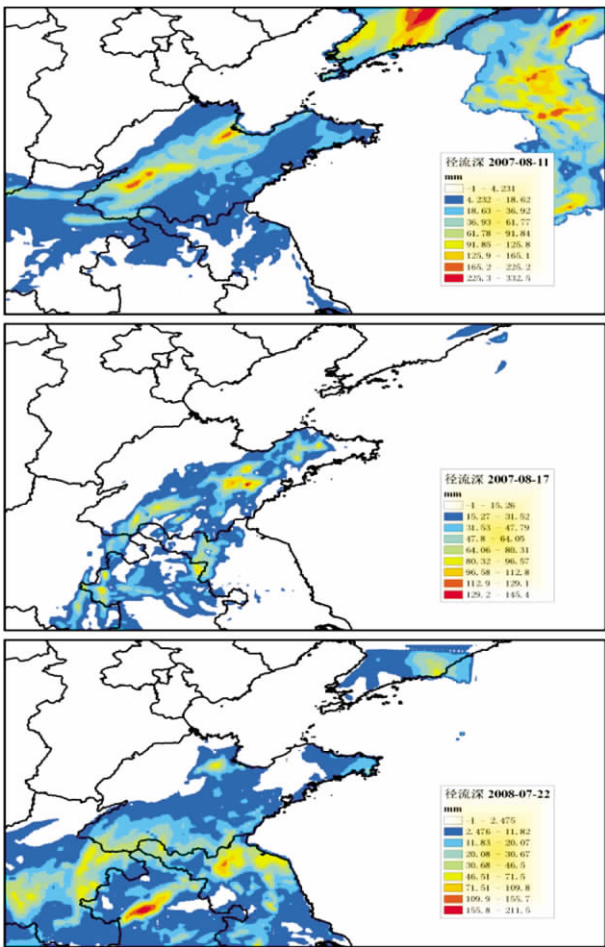 径流深 2007-08-11
mm
-1 - 4.231
4.232 - 18.62
18.63 - 36.92
36.93 - 61.77
61.78 - 91.84
91.85 - 125.8
125.9 - 165.1
165.2 - 225.2
225.3 - 332.5
径流深 2007-08-17
mm
-1 - 15.26
15.27 - 31.52
31.53 - 47.79
47.8 - 64.05
64.06 - 80.31
80.32 - 96.57
96.58 - 112.8
112.9 - 129.1
129.2 - 145.4
径流深 2008-07-22
mm
-1 - 2.475
2.476 - 11.82
11.83 - 20.07
20.08 - 30.67
30.68 - 46.5
46.51 - 71.5
71.51 - 109.8
109.9 - 155.7
155.8 - 211.5